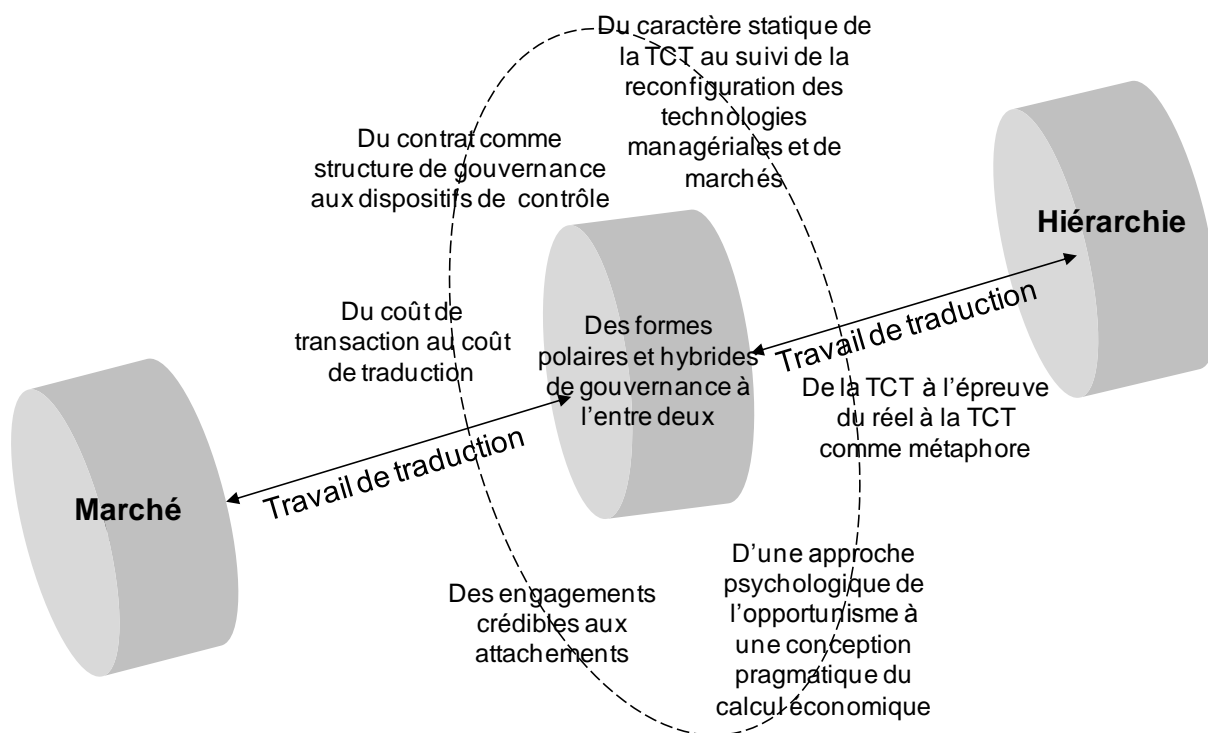 Du caractère statique de
la TCT au suivi de la
reconfiguration des
technologies
managériales et de
marchés
Du contrat comme
structure de gouvernance
aux dispositifs de contrôle
Hiérarchie
Travail de traduction
Du coût de
transaction au coût
de traduction
Des formes
polaires et hybrides
de gouvernance à
l'entre deux
De la TCT à l'épreuve
du réel à la TCT
comme métaphore
Travail de traduction
Marché
Des engagements
crédibles aux
attachements
D'une approche
psychologique de
l'opportunisme à
une conception
pragmatique du
calcul économique